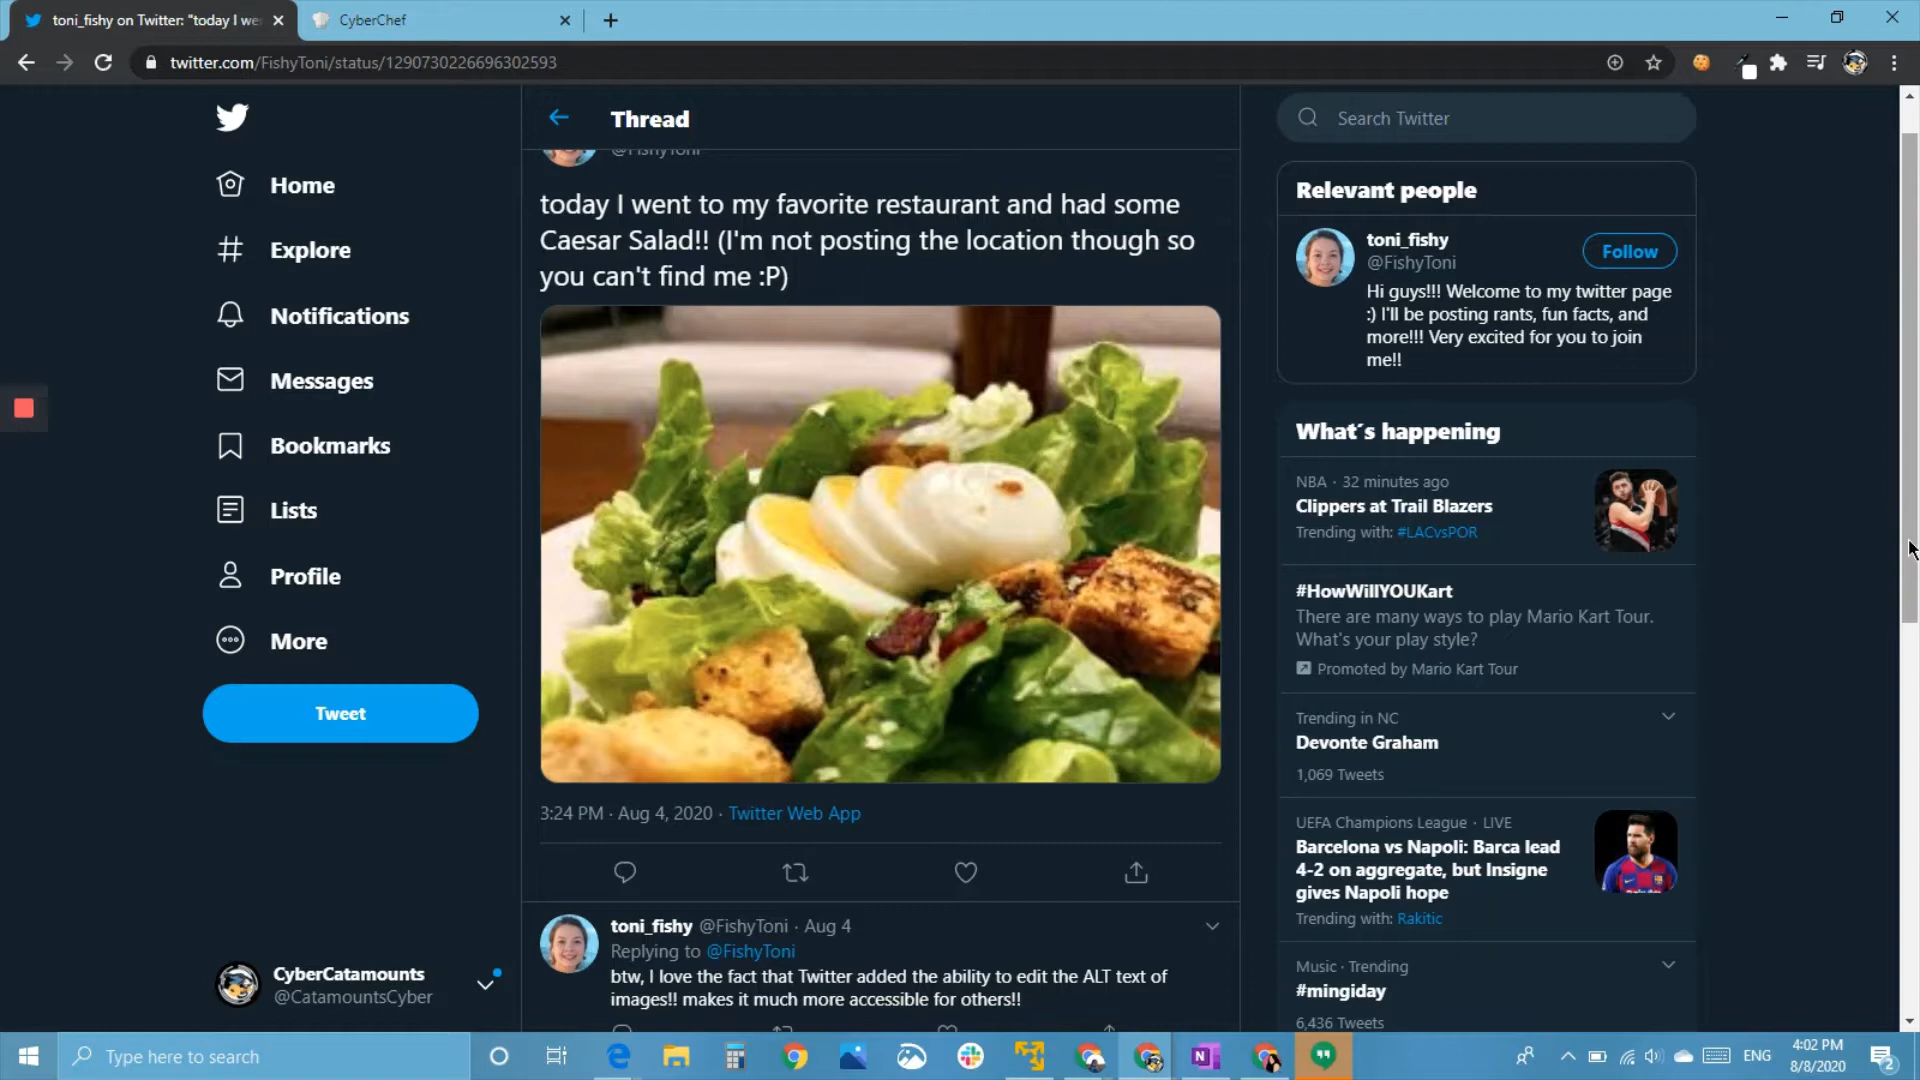 toni_fishy on Twitter: "today I we
CyberChef
twitter.com/FishyToni/status/1290730226696302593
Home
Explore
Notifications
Messages
Bookmarks
Lists
Profile
More
Tweet
CyberCatamounts
@CatamountsCyber
Thread
@FishyToni
today I went to my favorite restaurant and had some
Caesar Salad!! (I'm not posting the location though so
you can't find me :P)
3:24 PM · Aug 4, 2020 · Twitter Web App
toni_fishy @FishyToni · Aug 4
Replying to @FishyToni
btw, I love the fact that Twitter added the ability to edit the ALT text of
images!! makes it much more accessible for others!!
Search Twitter
Relevant people
toni_fishy
@FishyToni
Follow
Hi guys!!! Welcome to my twitter page
:) I'll be posting rants, fun facts, and
more!!! Very excited for you to join
me!!
What's happening
NBA · 32 minutes ago
Clippers at Trail Blazers
Trending with: #LACvsPOR
#HowWillYOUKart
There are many ways to play Mario Kart Tour.
What's your play style?
Promoted by Mario Kart Tour
Trending in NC
Devonte Graham
1,069 Tweets
UEFA Champions League · LIVE
Barcelona vs Napoli: Barca lead
4-2 on aggregate, but Insigne
gives Napoli hope
Trending with: Rakitic
Music · Trending
#mingiday
6,436 Tweets
Type here to search
ENG
4:02 PM
8/8/2020
2